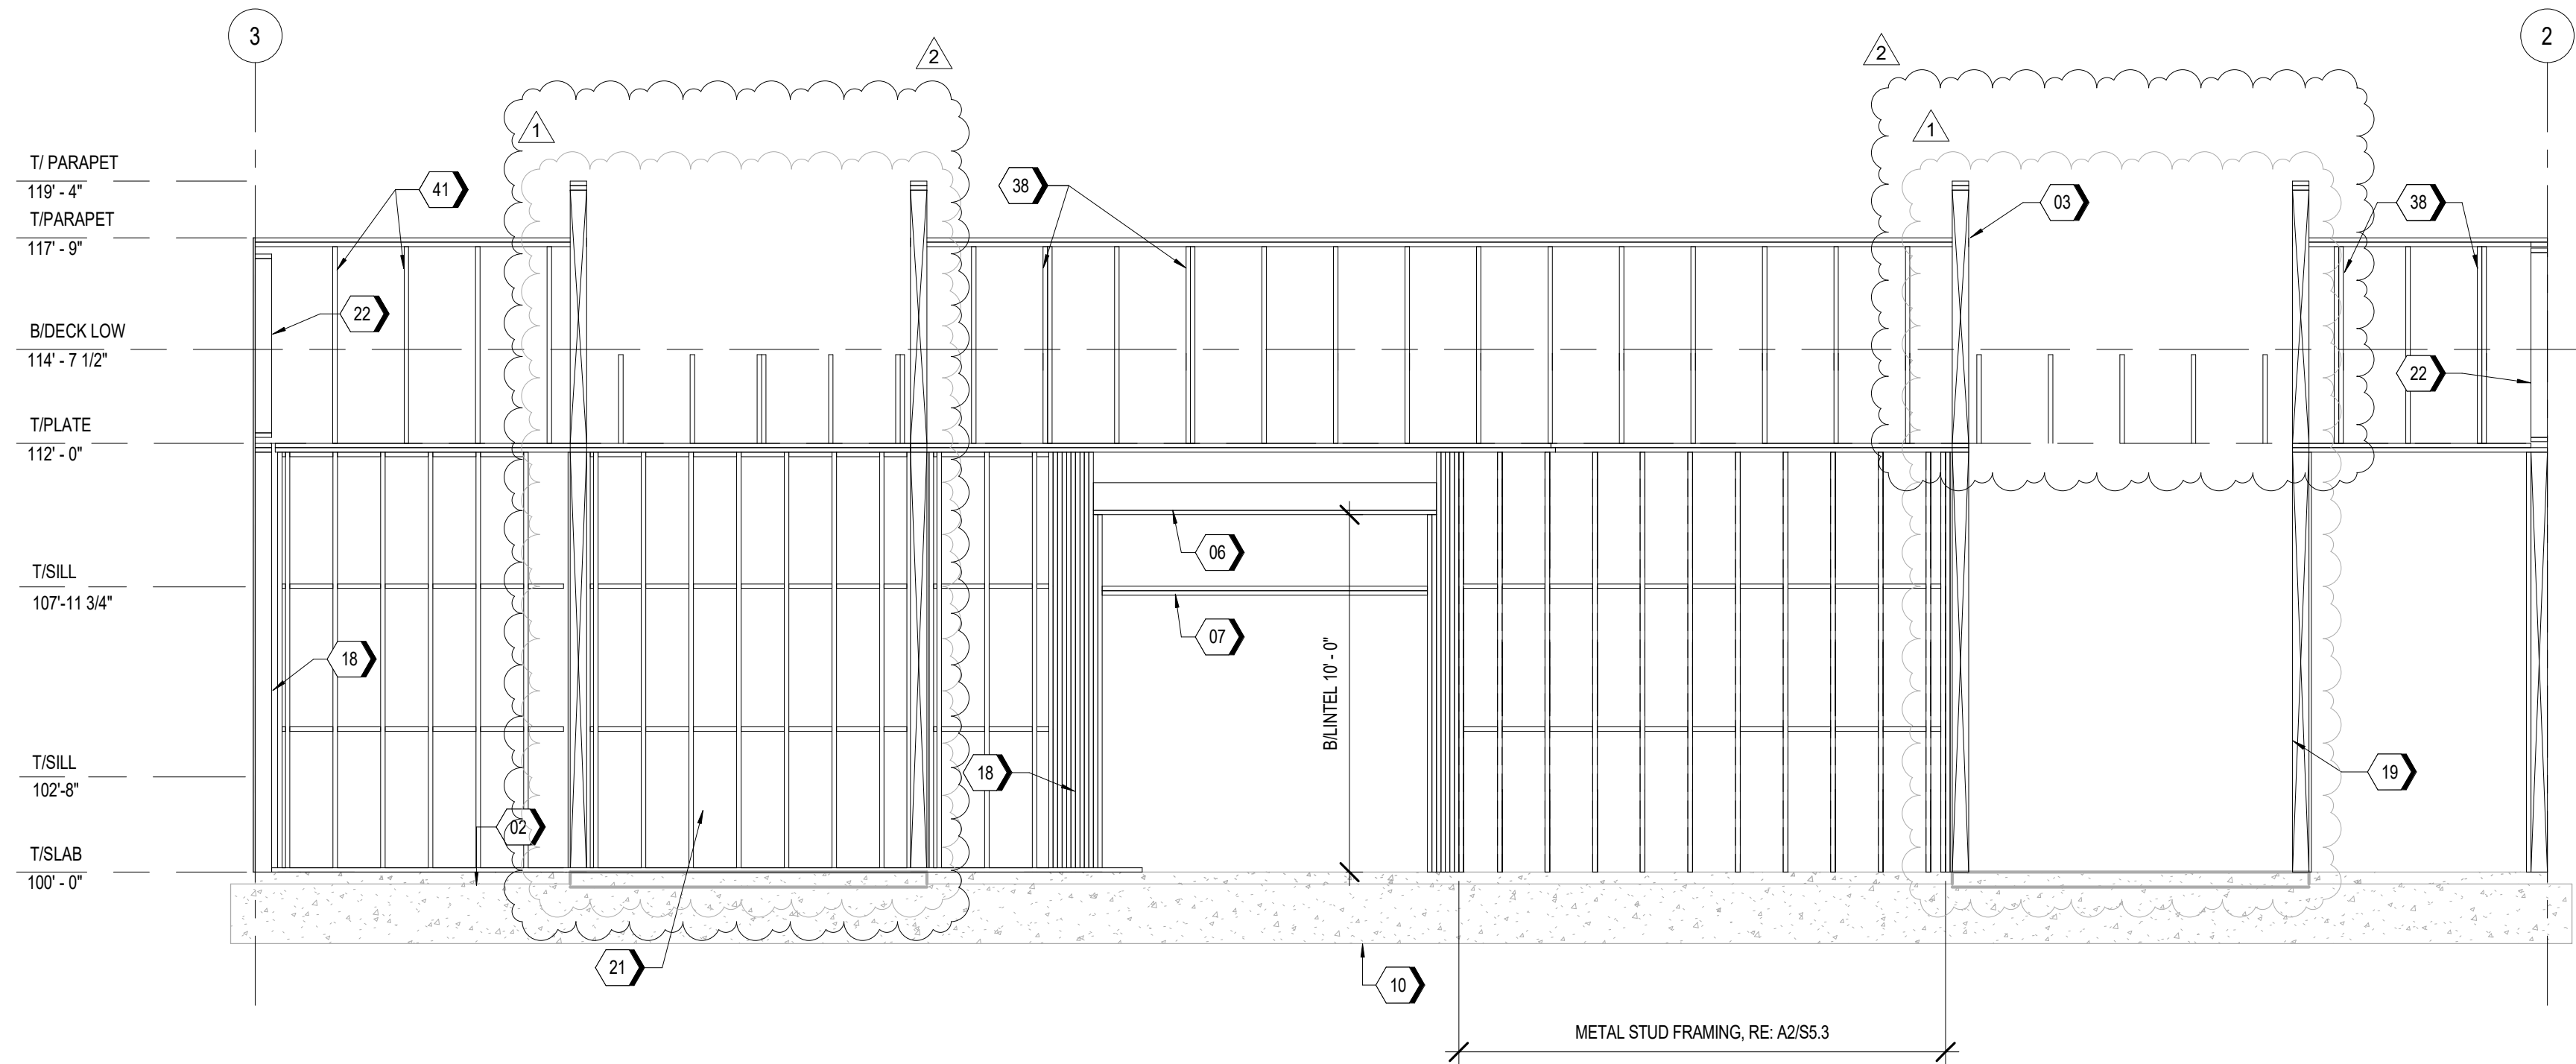 3
2
2
2
1
1
T/ PARAPET
119' - 4"
41
38
03
38
T/PARAPET
117' - 9"
22
B/DECK LOW
114' - 7 1/2"
22
T/PLATE
112' - 0"
06
T/SILL
107'-11 3/4"
07
18
B/LINTEL 10' - 0"
T/SILL
102'-8"
18
19
02
T/SLAB
100' - 0"
21
10
METAL STUD FRAMING, RE: A2/S5.3